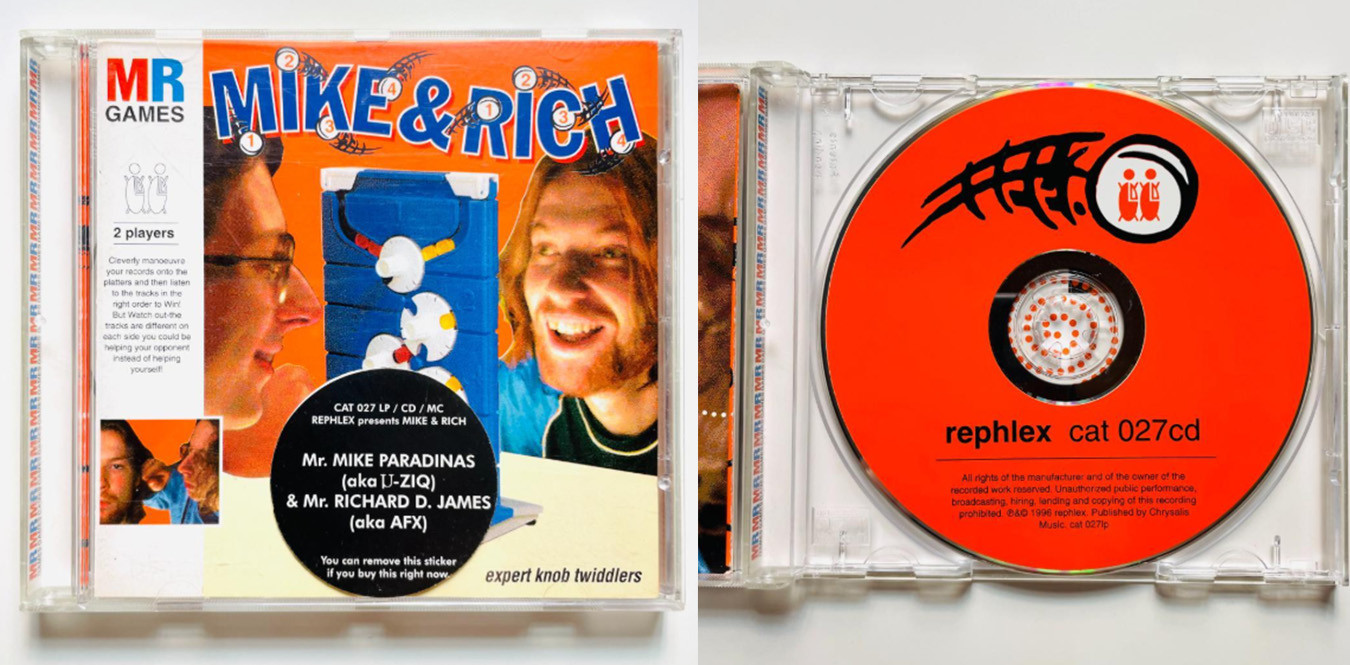 MR
GAMES
2 players
Cleverly manoeuvre
your records onto the
platters and then listen
to the tracks in the
right order to Win!
But Watch out-the
tracks are different on
each side you could be
helping your opponent
instead of helping
yourself!
MIKE & RICH
2
4
2
1
3
3
1
4
CAT 027 LP / CD / MC
REPHLEX presents MIKE & RICH
Mr. MIKE PARADINAS
(aka U-ZIQ)
& Mr. RICHARD D. JAMES
(aka AFX)
You can remove this sticker
if you buy this right now
expert knob twiddlers
rephlex cat 027cd
All rights of the manufacturer and of the owner of the
recorded work reserved. Unauthorized public performance,
broadcasting, hiring, lending and copying of this recording
prohibited. ℗&© 1996 rephlex. Published by Chrysalis
Music. cat 027lp